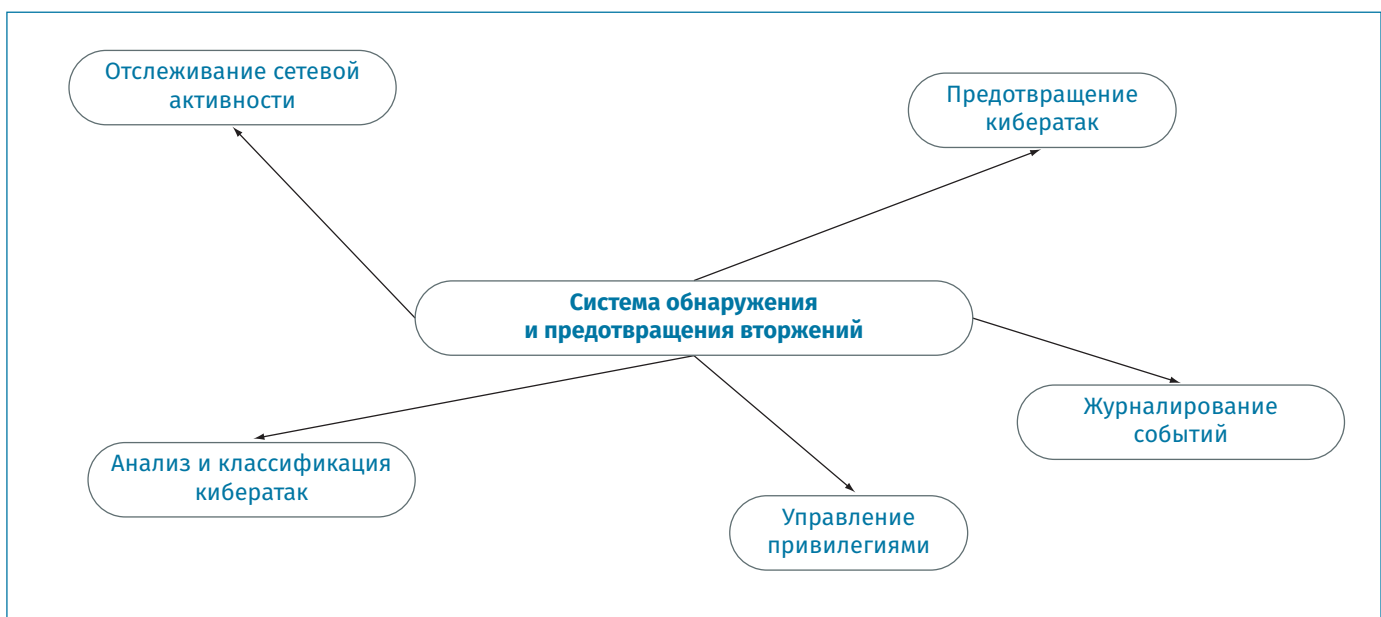 Отслеживание сетевой
активности
Предотвращение
кибератак
Система обнаружения
и предотвращения вторжений
Журналирование
событий
Анализ и классификация
кибератак
Управление
привилегиями